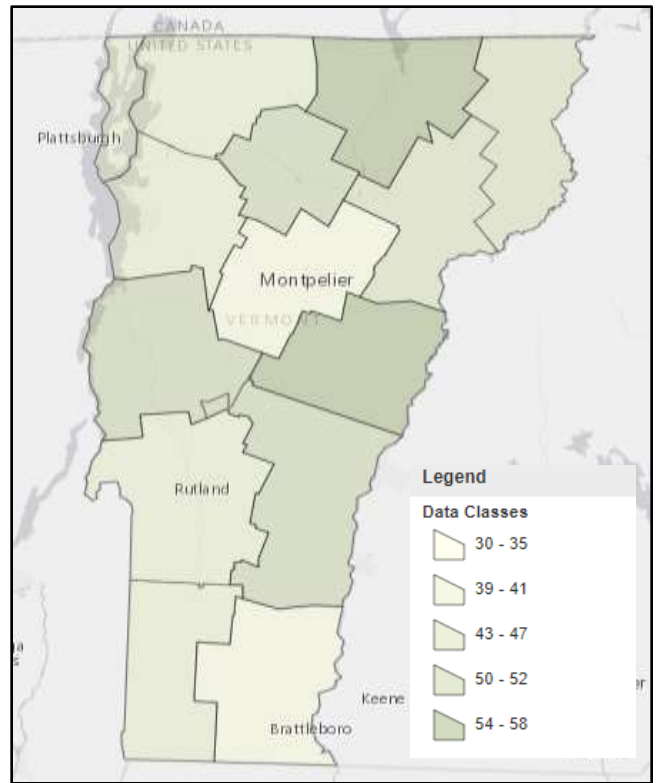 CANADA
UNITED STATES
Plattsburgh
Montpelier
VERMONT
Rutland
Legend
Data Classes
30 - 35
39 - 41
43 - 47
50 - 52
54 - 58
Keene
Brattleboro